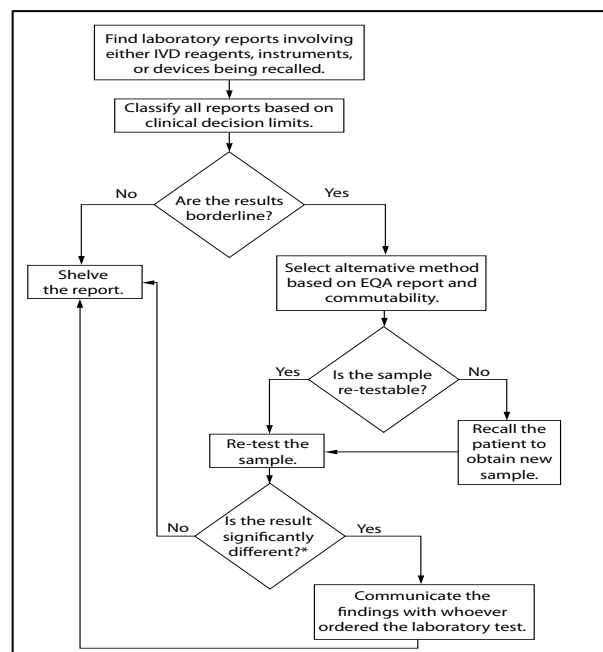 Find laboratory reports involving
either IVD reagents, instruments,
or devices being recalled.
Classify all reports based on
clinical decision limits.
No
Yes
Are the results
borderline?
Shelve
the report.
Select altemative method
based on EQA report and
commutability.
Yes
No
Is the sample
re-testable?
Re-test the
sample.
Recall the
patient to
obtain new
sample.
No
Yes
Is the result
significantly
different?*
Communicate the
findings with whoever
ordered the laboratory test.